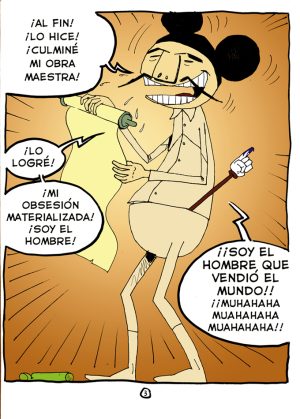 ¡AL FIN!
¡LO HICE!
¡CULMINÉ
MI OBRA
MAESTRA!
¡LO
LOGRÉ!
¡MI
OBSESIÓN
MATERIALIZADA!
¡SOY EL
HOMBRE!
¡¡SOY EL
HOMBRE QUE
VENDIÓ EL
MUNDO!!
¡¡MUHAHAHA
MUAHAHAHA
MUAHAHAHA!!
3